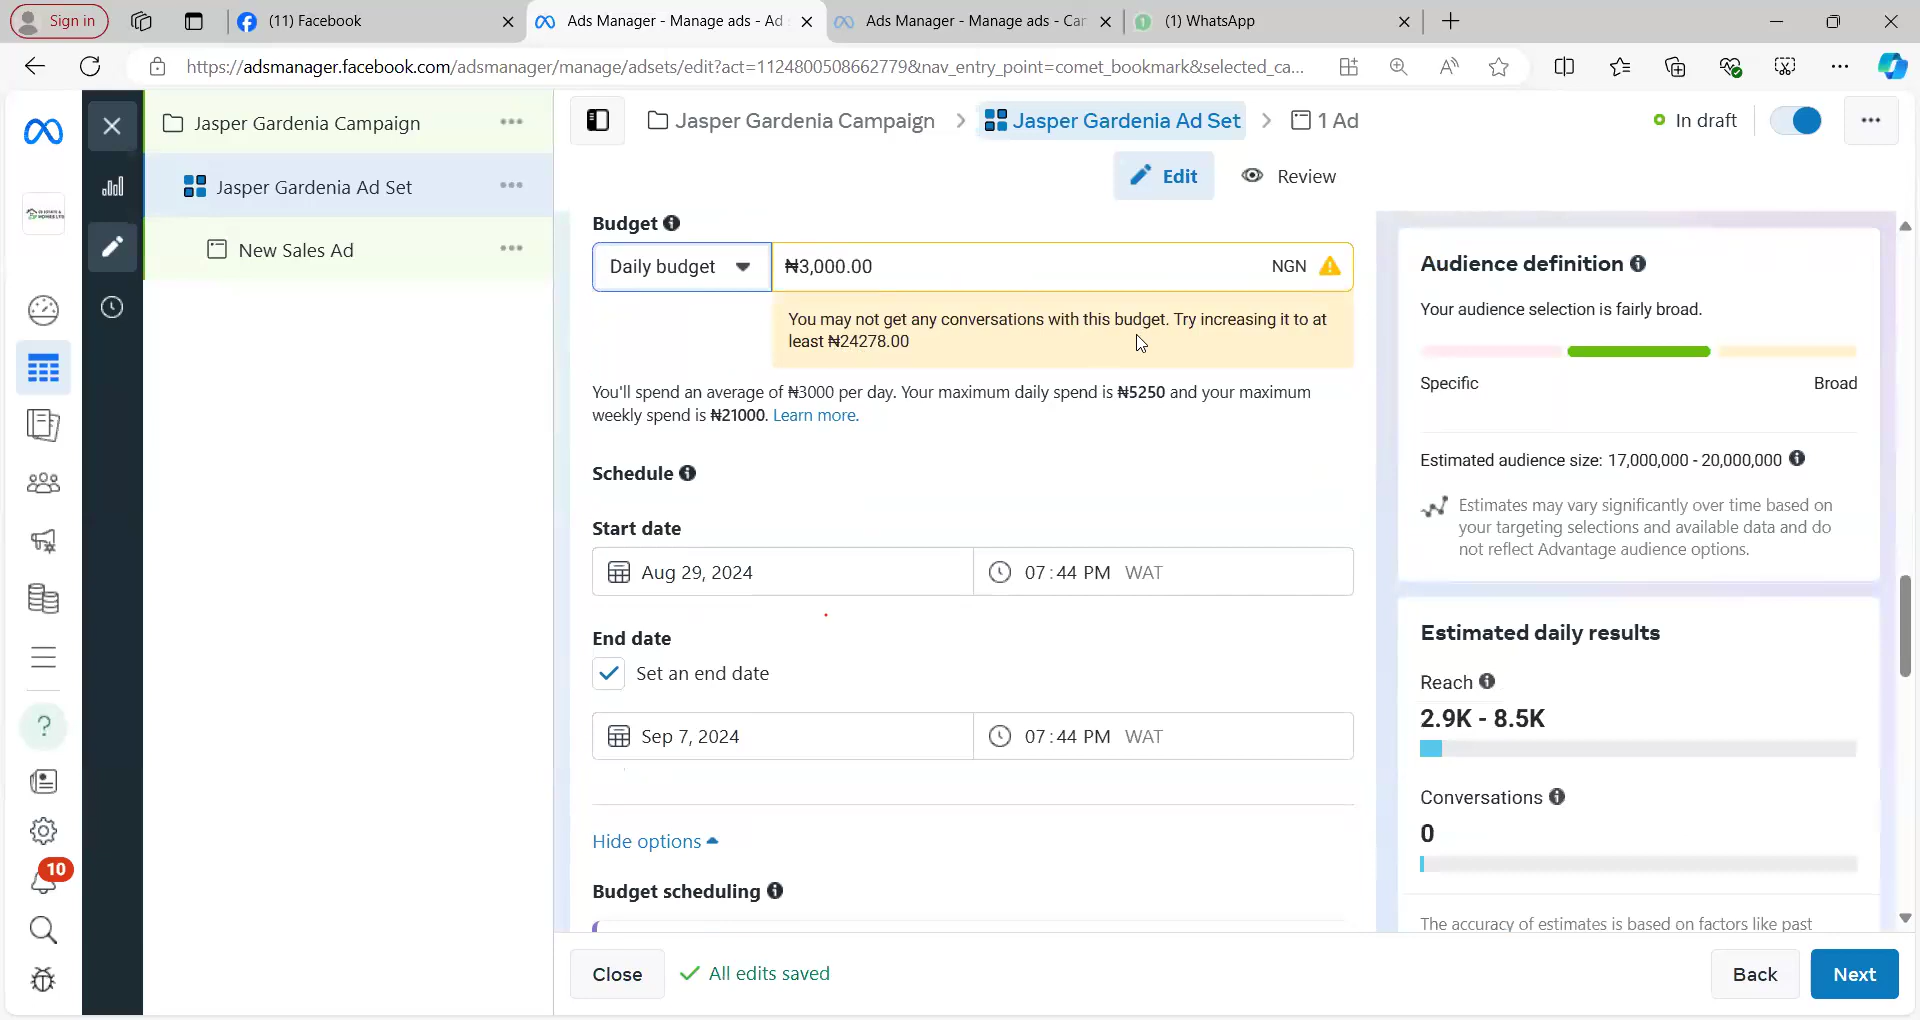 Sign in
(11) Facebook
Ads Manager - Manage ads - Ad
Ads Manager - Manage ads - Car
(1) WhatsApp
https://adsmanager.facebook.com/adsmanager/manage/adsets/edit?act=1124800508662779&nav_entry_point=comet_bookmark&selected_ca...
Jasper Gardenia Campaign
Jasper Gardenia Ad Set
New Sales Ad
Jasper Gardenia Campaign
Jasper Gardenia Ad Set
1 Ad
In draft
Edit
Review
Budget
Daily budget
₦3,000.00
NGN
You may not get any conversations with this budget. Try increasing it to at
least ₦24278.00
You'll spend an average of ₦3000 per day. Your maximum daily spend is ₦5250 and your maximum
weekly spend is ₦21000. Learn more.
Schedule
Start date
Aug 29, 2024
07:44 PM WAT
End date
Set an end date
Sep 7, 2024
07:44 PM WAT
Hide options
Budget scheduling
Audience definition
Your audience selection is fairly broad.
Specific
Broad
Estimated audience size: 17,000,000 - 20,000,000
Estimates may vary significantly over time based on
your targeting selections and available data and do
not reflect Advantage audience options.
Estimated daily results
Reach
2.9K - 8.5K
Conversations
0
The accuracy of estimates is based on factors like past
10
Close
All edits saved
Back
Next